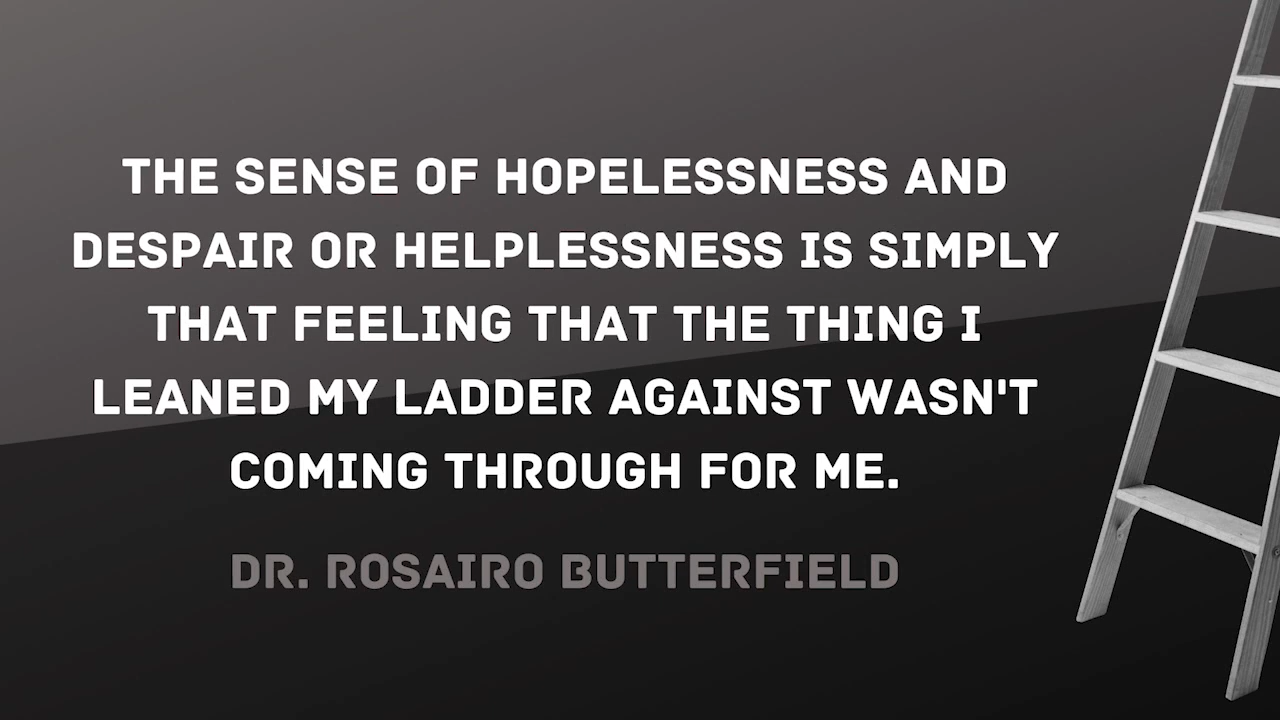 THE SENSE OF HOPELESSNESS AND
DESPAIR OR HELPLESSNESS IS SIMPLY
THAT FEELING THAT THE THING I
LEANED MY LADDER AGAINST WASN'T
COMING THROUGH FOR ME.
DR. ROSAIRO BUTTERFIELD